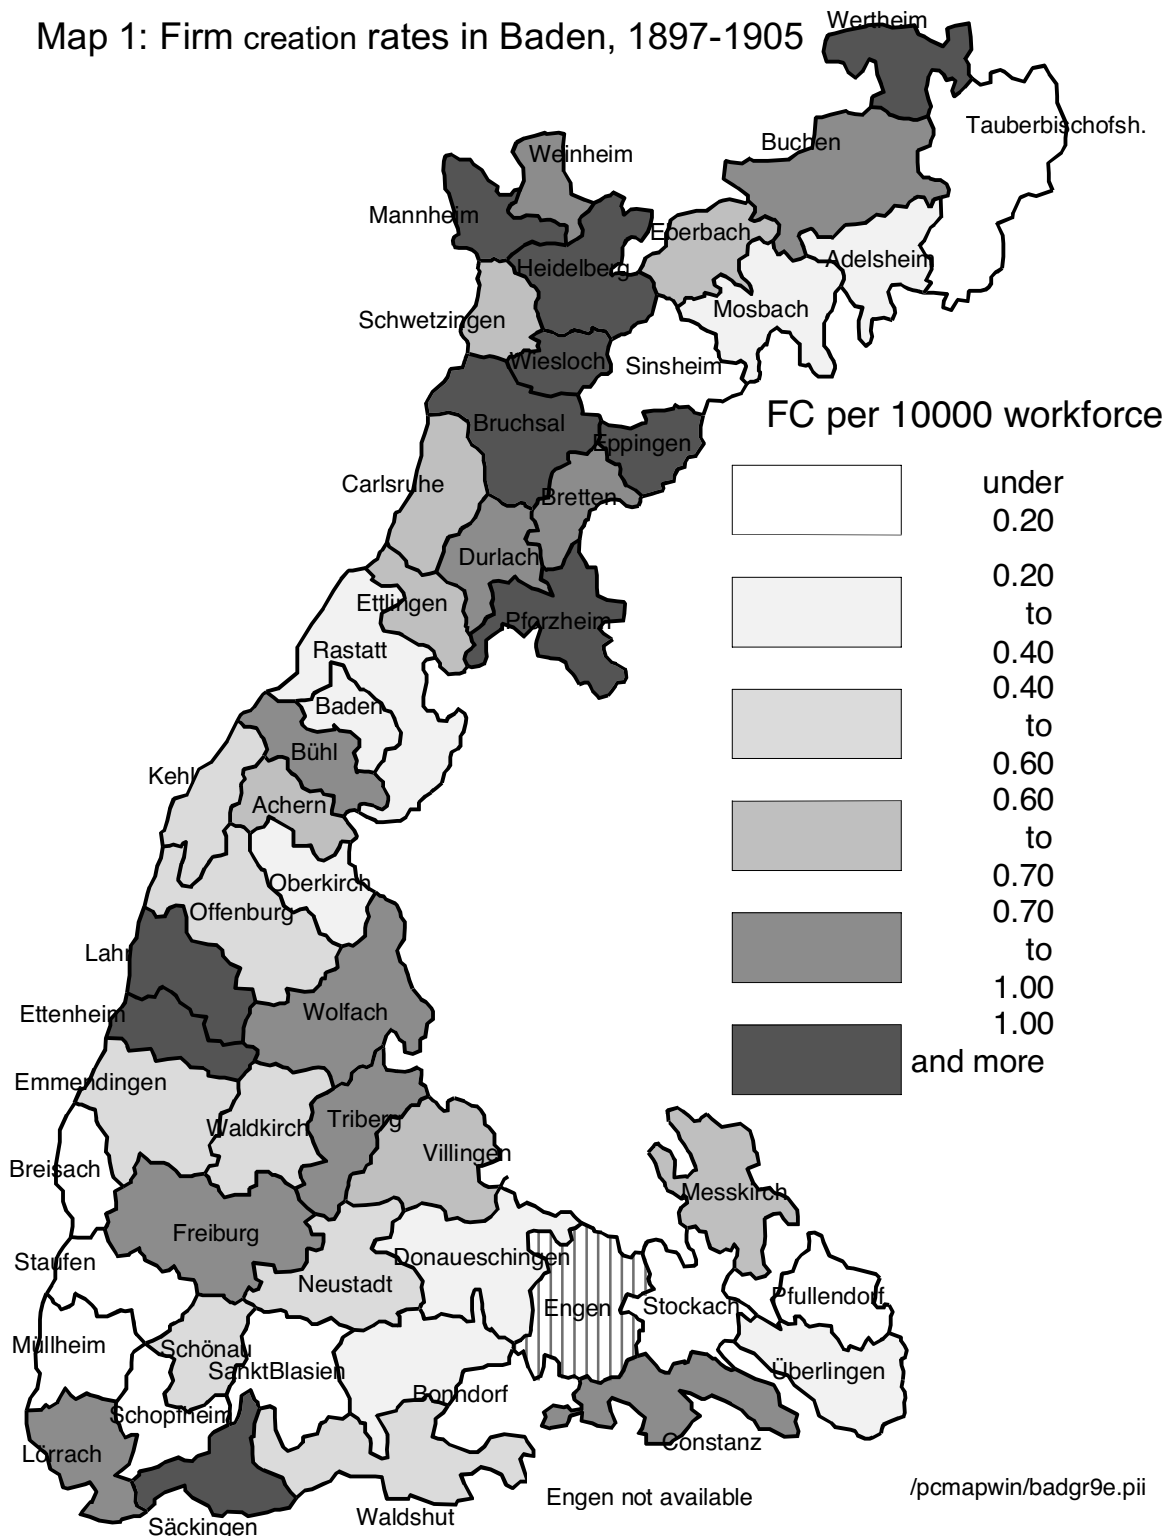 Map 1: Firm creation rates in Baden, 1897-1905
Wertheim
Tauberbischofsh.
Buchen
Weinheim
Mannheim
Eberbach
Adelsheim
Heidelberg
Mosbach
Schwetzingen
Wiesloch
Sinsheim
FC per 10000 workforce
Bruchsal
Eppingen
Carlsruhe
Bretten
under
0.20
Durlach
0.20
to
0.40
Ettlingen
Pforzheim
Rastatt
0.40
to
0.60
Baden
Bühl
Kehl
Achern
0.60
to
0.70
Oberkirch
Offenburg
0.70
to
1.00
Lahr
Wolfach
Ettenheim
1.00
and more
Emmendingen
Waldkirch
Triberg
Villingen
Breisach
Messkirch
Freiburg
Staufen
Donaueschingen
Neustadt
Engen
Stockach
Pfullendorf
Müllheim
Schönau
SanktBlasien
Überlingen
Bonndorf
Schopfheim
Lörrach
Constanz
Engen not available
/pcmapwin/badgr9e.pii
Waldshut
Säckingen